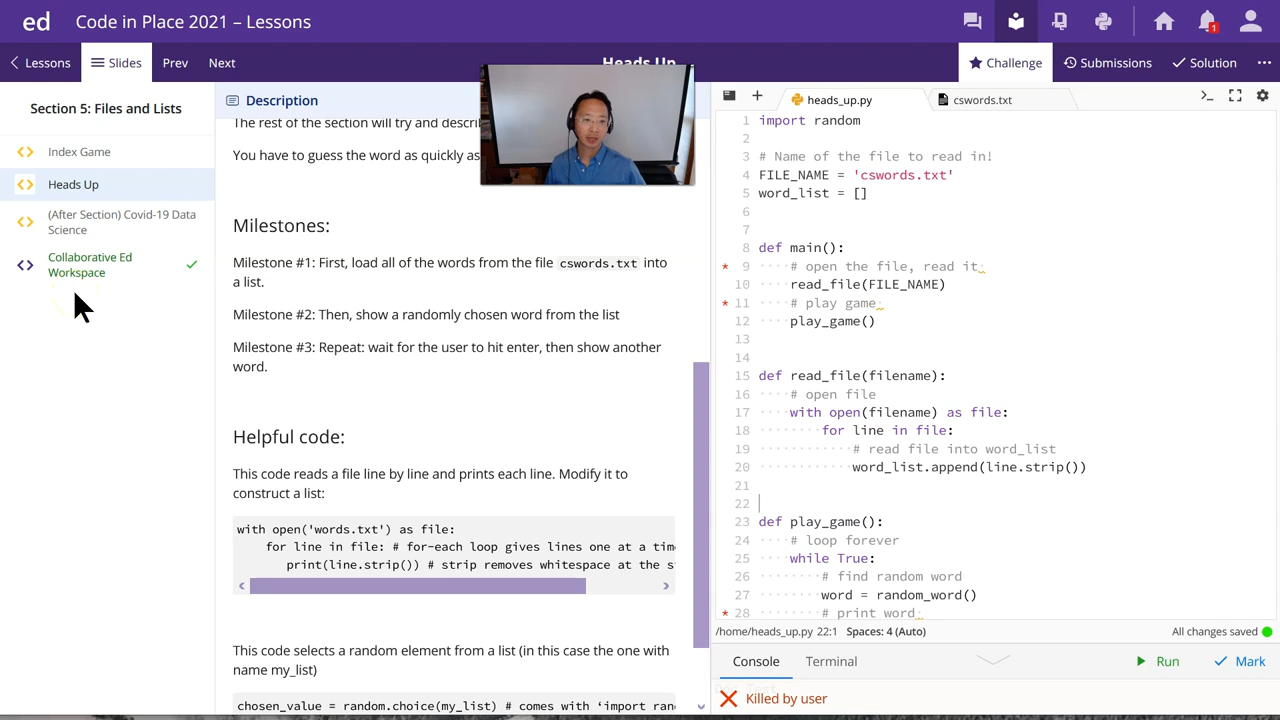 ed Code in Place 2021 – Lessons 1
Lessons Slides Prev Next Heads Up Challenge Submissions Solution
Section 5: Files and Lists
Index Game
Heads Up
(After Section) Covid-19 Data
Science
Collaborative Ed
Workspace
Description
The rest of the section will try and descri
You have to guess the word as quickly as
Milestones:
Milestone #1: First, load all of the words from the file cswords.txt into
a list.
Milestone #2: Then, show a randomly chosen word from the list
Milestone #3: Repeat: wait for the user to hit enter, then show another
word.
Helpful code:
This code reads a file line by line and prints each line. Modify it to
construct a list:
with open('words.txt') as file:
for line in file: # for-each loop gives lines one at a time
print(line.strip()) # strip removes whitespace at the s
This code selects a random element from a list (in this case the one with
name my_list)
chosen_value = random.choice(my_list) # comes with ‘import ran
heads_up.py cswords.txt
1 import random
2
3 # Name of the file to read in!
4 FILE_NAME = 'cswords.txt'
5 word_list = []
6
7
8 def main():
* 9 # open the file, read it
10 read_file(FILE_NAME)
* 11 # play game
12 play_game()
13
14
15 def read_file(filename):
16 # open file
17 with open(filename) as file:
18 for line in file:
19 # read file into word_list
20 word_list.append(line.strip())
21
22
23 def play_game():
24 # loop forever
25 while True:
26 # find random word
27 word = random_word()
* 28 # print word
/home/heads_up.py 22:1 Spaces: 4 (Auto) All changes saved
Console Terminal Run Mark
Killed by user